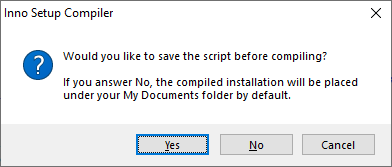 Inno Setup Compiler
Would you like to save the script before compiling?
If you answer No, the compiled installation will be placed
under your My Documents folder by default.
Yes No Cancel